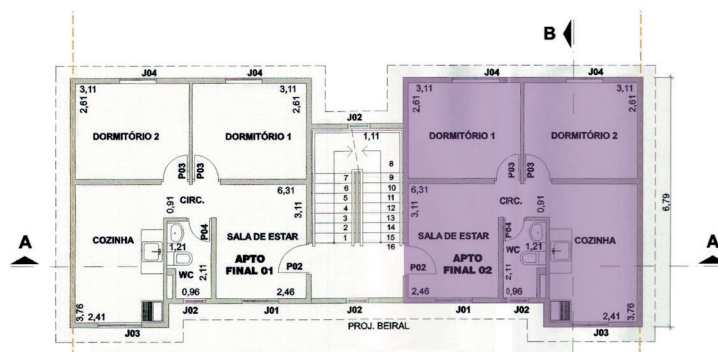 B
J04 J04 J04 J04
3,11 3,11 3,11 3,11
2,61 2,61 2,61 2,61
J02
1,11
DORMITÓRIO 2 DORMITÓRIO 1 DORMITÓRIO 1 DORMITÓRIO 2
P03 P03 P03 P03
8
7 9
6 10
5 11
4 12
3 13
2 14
1 15
16
6,31 6,31
3,11 3,11
CIRC. CIRC.
0,91 0,91
6,79
P04 P04
COZINHA SALA DE ESTAR SALA DE ESTAR COZINHA
1,21 1,21
WC WC
A A
APTO APTO
FINAL 01 FINAL 02
P02 P02
2,11 2,11
0,96 2,46 2,46 0,96
3,76 3,76
2,41 2,41
J03 J02 J01 J02 J01 J02 J03
PROJ. BEIRAL